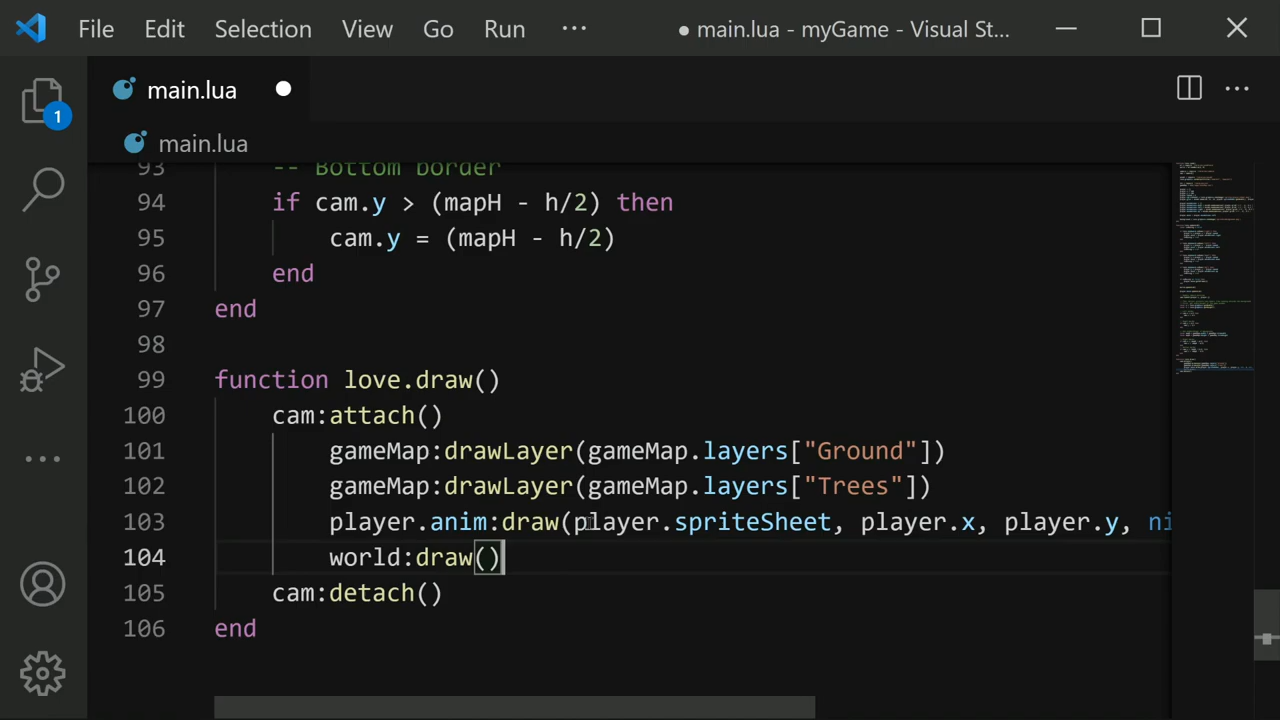 File Edit Selection View Go Run ··· ● main.lua - myGame - Visual St...
main.lua
main.lua
1
93 -- Bottom border
94 if cam.y > (mapH - h/2) then
95 cam.y = (mapH - h/2)
96 end
97 end
98
99 function love.draw()
100 cam:attach()
101 gameMap:drawLayer(gameMap.layers["Ground"])
102 gameMap:drawLayer(gameMap.layers["Trees"])
103 player.anim:draw(player.spriteSheet, player.x, player.y, ni
104 world:draw()
105 cam:detach()
106 end